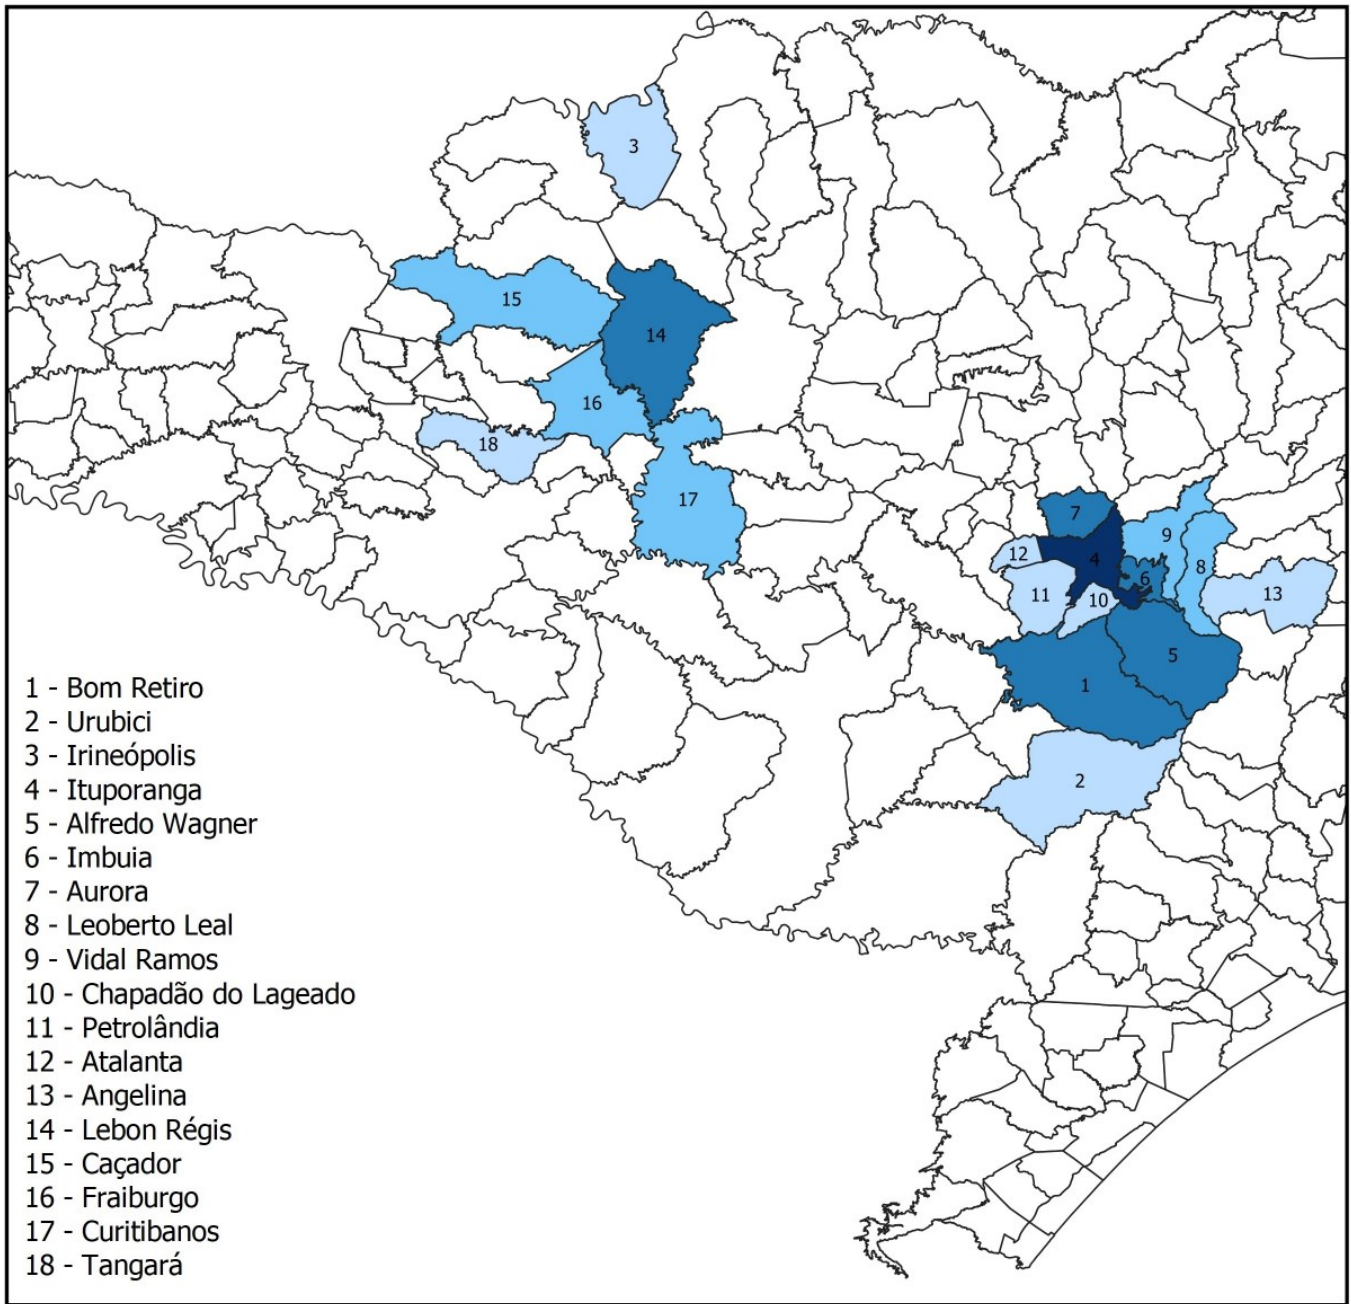 3
15
14
16
18
17
7
9
12
4
8
6
11
10
13
5
1
2
1 - Bom Retiro
2 - Urubici
3 - Irineópolis
4 - Ituporanga
5 - Alfredo Wagner
6 - Imbuia
7 - Aurora
8 - Leoberto Leal
9 - Vidal Ramos
10 - Chapadão do Lageado
11 - Petrolândia
12 - Atalanta
13 - Angelina
14 - Lebon Régis
15 - Caçador
16 - Fraiburgo
17 - Curitibanos
18 - Tangará